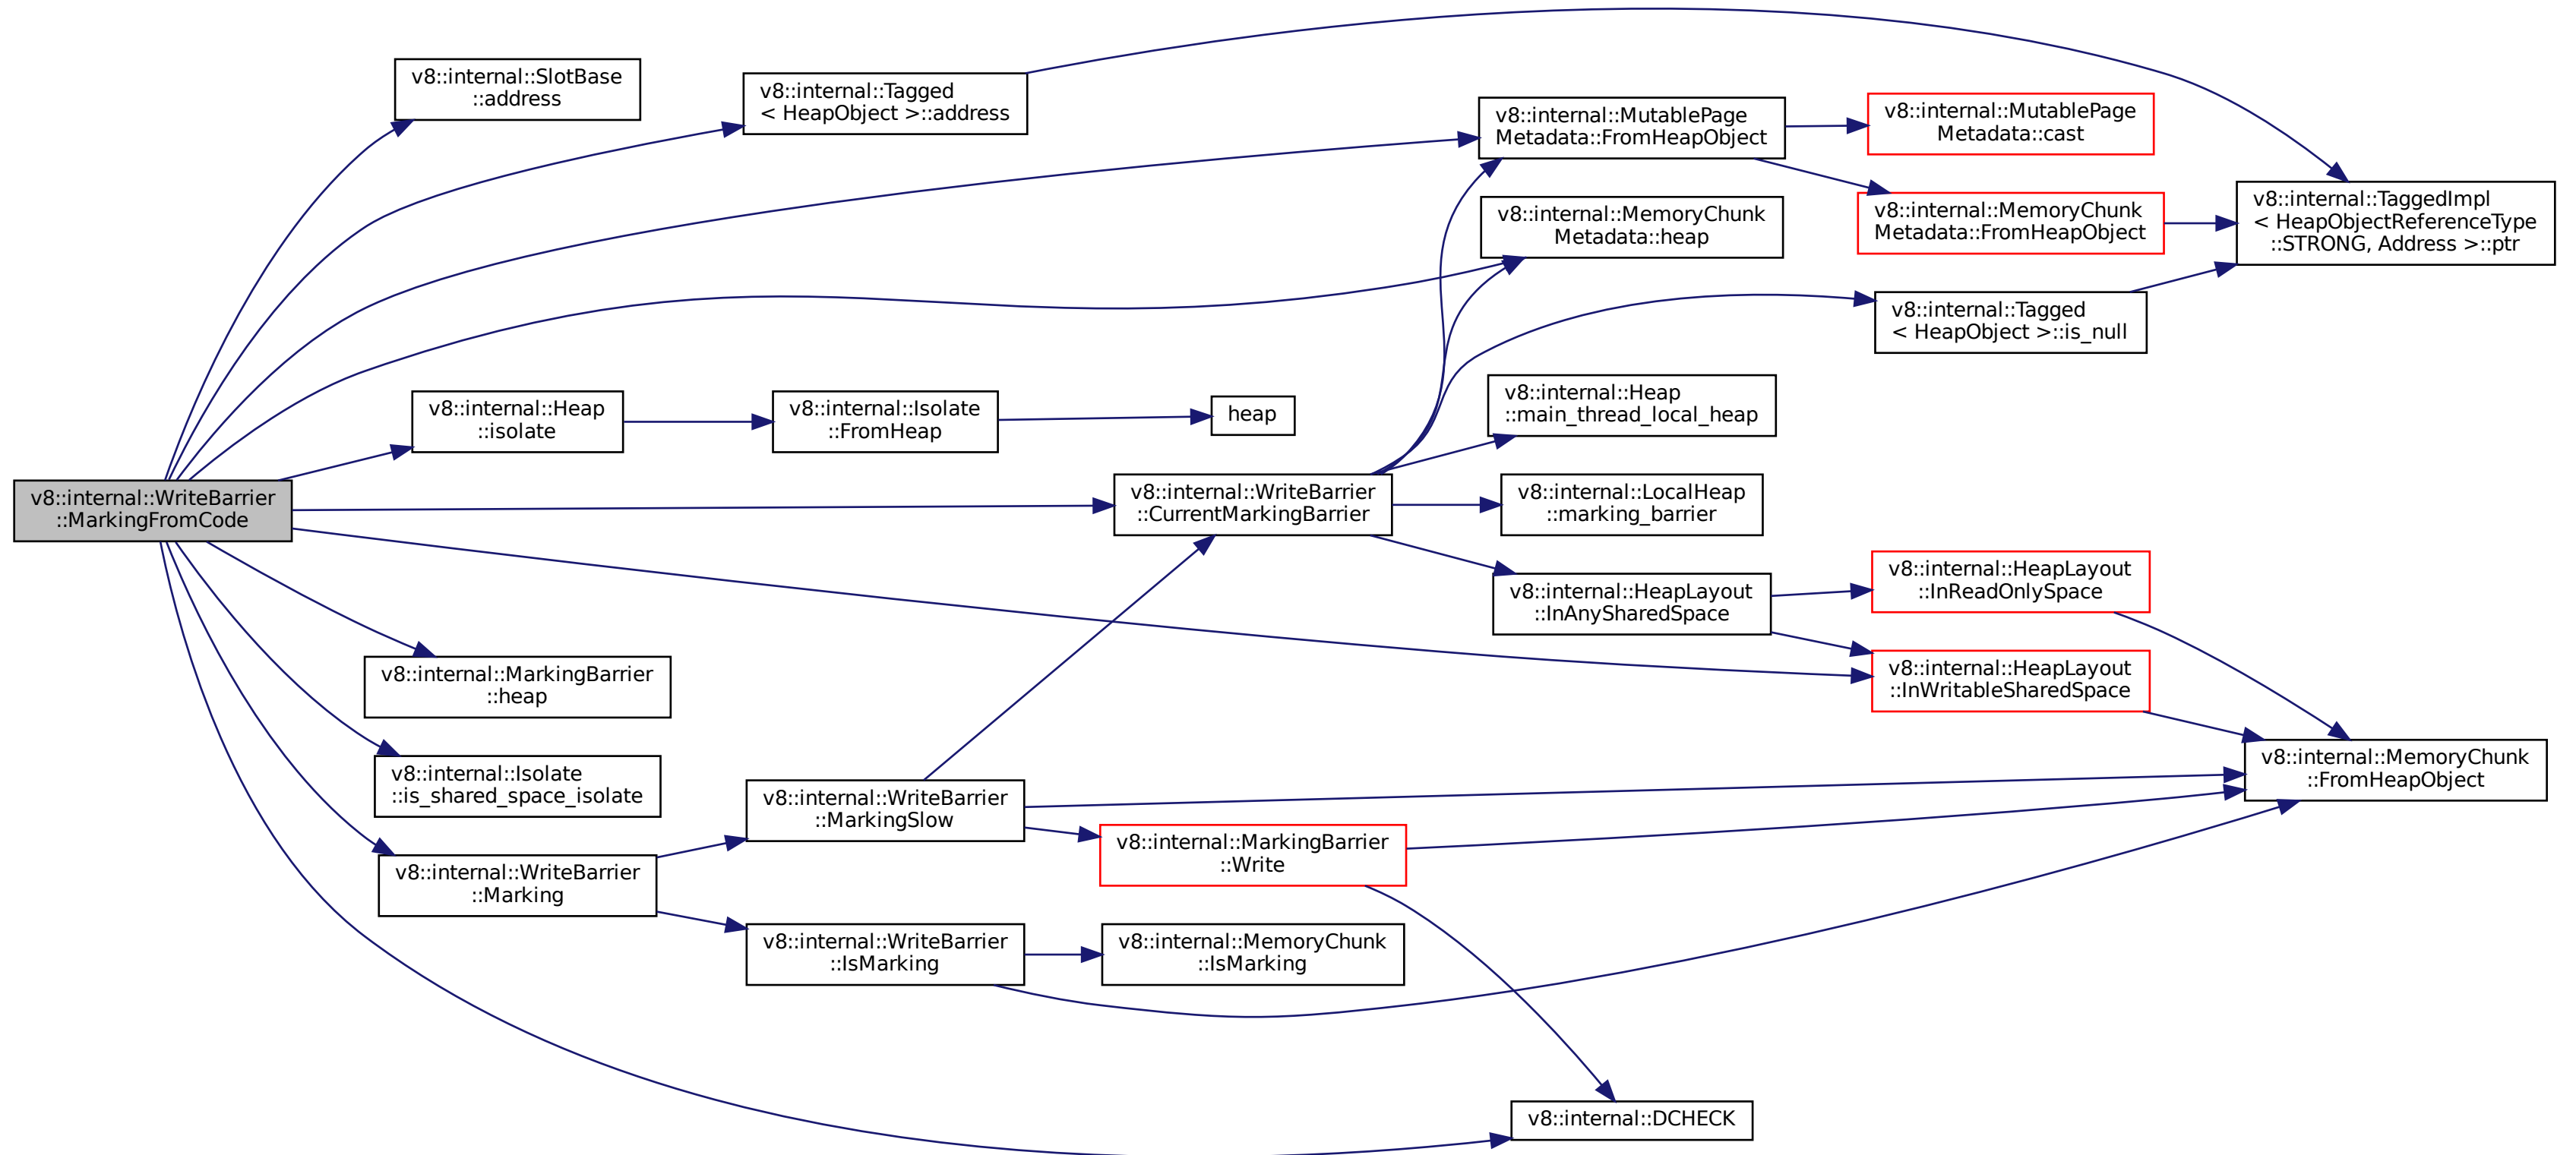 v8::internal::WriteBarrier
::MarkingFromCode
v8::internal::SlotBase
::address
v8::internal::Tagged
< HeapObject >::address
v8::internal::MutablePage
Metadata::FromHeapObject
v8::internal::MutablePage
Metadata::cast
v8::internal::MemoryChunk
Metadata::FromHeapObject
v8::internal::TaggedImpl
< HeapObjectReferenceType
::STRONG, Address >::ptr
v8::internal::MemoryChunk
Metadata::heap
v8::internal::Tagged
< HeapObject >::is_null
v8::internal::Heap
::isolate
v8::internal::Isolate
::FromHeap
heap
v8::internal::Heap
::main_thread_local_heap
v8::internal::WriteBarrier
::CurrentMarkingBarrier
v8::internal::LocalHeap
::marking_barrier
v8::internal::HeapLayout
::InAnySharedSpace
v8::internal::HeapLayout
::InReadOnlySpace
v8::internal::HeapLayout
::InWritableSharedSpace
v8::internal::MemoryChunk
::FromHeapObject
v8::internal::MarkingBarrier
::heap
v8::internal::Isolate
::is_shared_space_isolate
v8::internal::WriteBarrier
::Marking
v8::internal::WriteBarrier
::MarkingSlow
v8::internal::MarkingBarrier
::Write
v8::internal::WriteBarrier
::IsMarking
v8::internal::MemoryChunk
::IsMarking
v8::internal::DCHECK